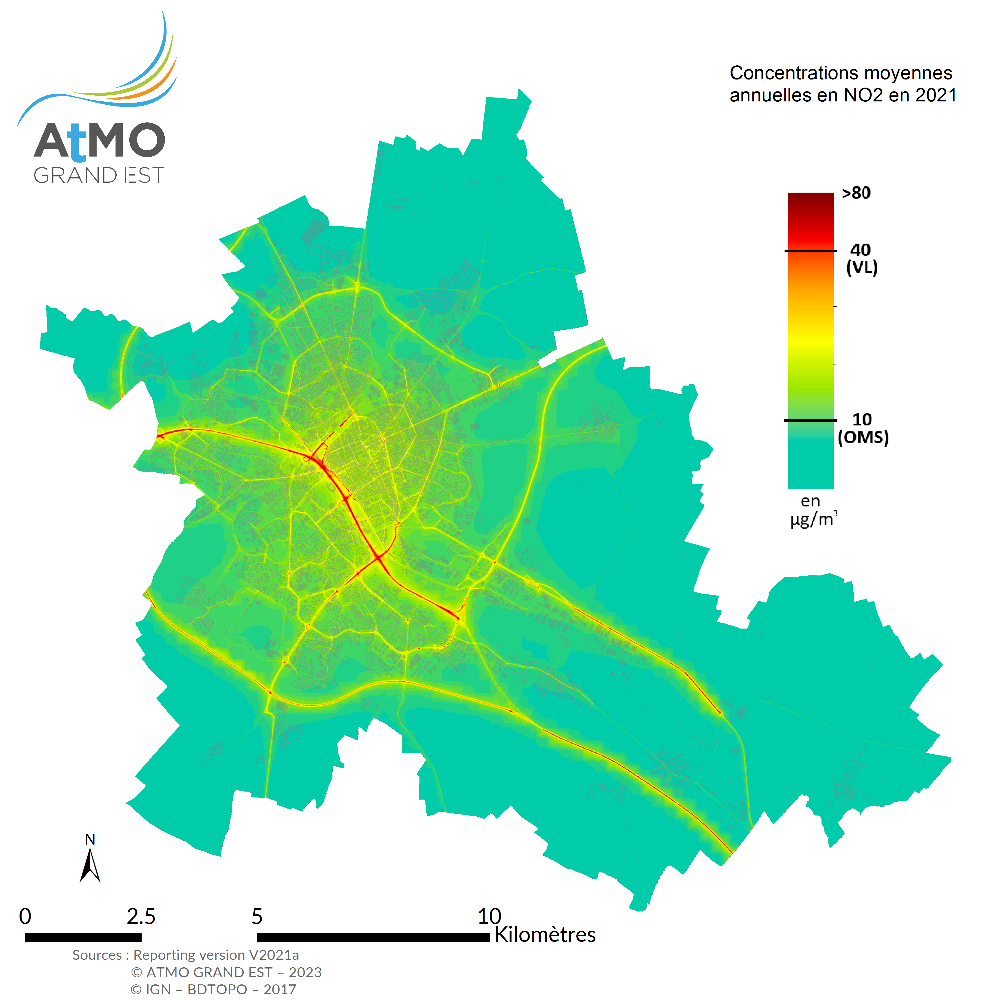 AtMO
GRAND EST
Concentrations moyennes
annuelles en NO2 en 2021
>80
40
(VL)
10
(OMS)
en
µg/m³
N
0 2.5 5 10
Kilomètres
Sources : Reporting version V2021a
© ATMO GRAND EST – 2023
© IGN – BDTOPO – 2017